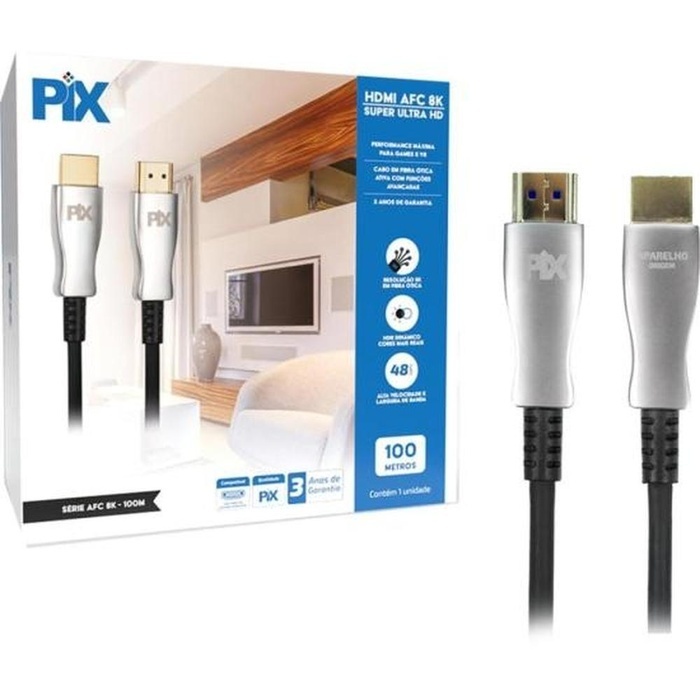 PIX
HDMI AFC 8K
SUPER ULTRA HD
PERFORMANCE MÁXIMA
PARA GAMES E VR
CABO EM FIBRA ÓTICA
ATIVA COM FUNÇÕES
AVANÇADAS
3 ANOS DE GARANTIA
RESOLUÇÃO 8K
EM FIBRA ÓTICA
HDR DINÂMICO
CORES MAIS REAIS
48
ALTA VELOCIDADE E
LARGURA DE BANDA
100
METROS
Contém 1 unidade
PIX
PIX
SÉRIE AFC 8K - 100M
Compatível
Qualidade
PIX
3 Anos de
Garantia
PIX
APARELHO
ORIGEM